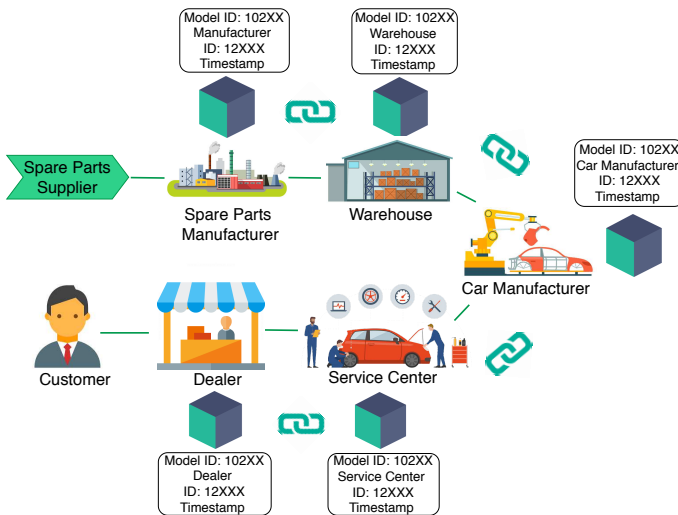 Model ID: 102XX
Manufacturer
ID: 12XXX
Timestamp
Model ID: 102XX
Warehouse
ID: 12XXX
Timestamp
Model ID: 102XX
Car Manufacturer
ID: 12XXX
Timestamp
Spare Parts
Supplier
Spare Parts
Manufacturer
Warehouse
Car Manufacturer
Customer
Dealer
Service Center
Model ID: 102XX
Dealer
ID: 12XXX
Timestamp
Model ID: 102XX
Service Center
ID: 12XXX
Timestamp